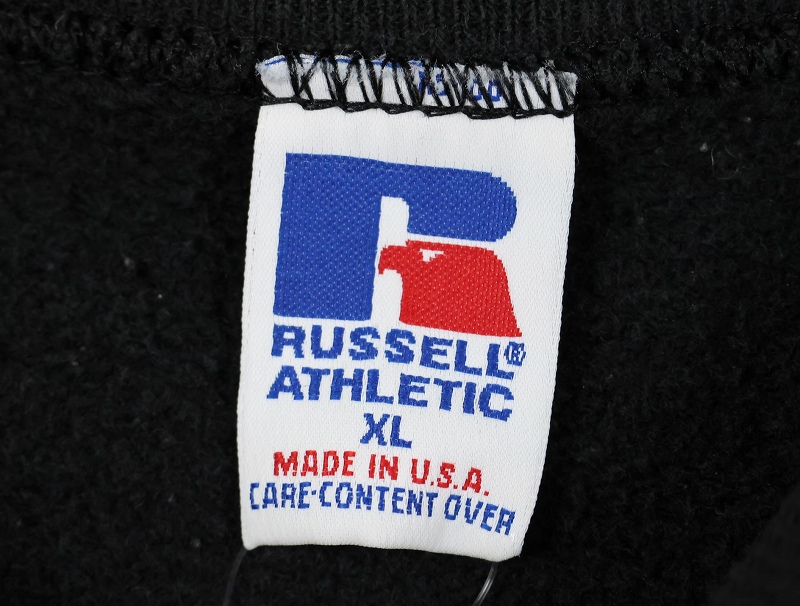 RUSSELL®
ATHLETIC
XL
MADE IN U.S.A.
CARE·CONTENT OVER